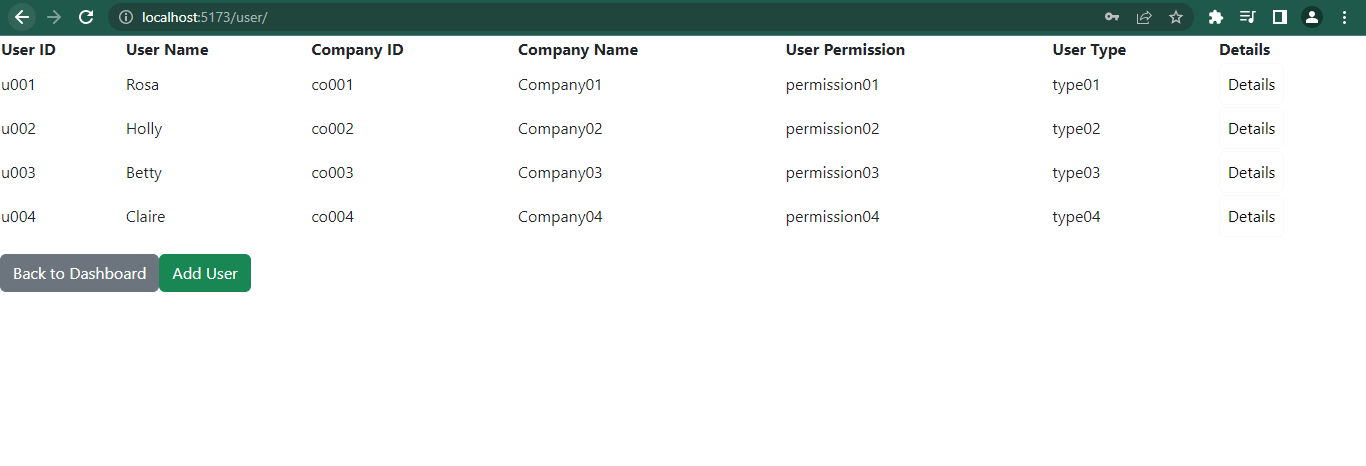 localhost:5173/user/
User ID User Name Company ID Company Name User Permission User Type Details
u001 Rosa co001 Company01 permission01 type01 Details
u002 Holly co002 Company02 permission02 type02 Details
u003 Betty co003 Company03 permission03 type03 Details
u004 Claire co004 Company04 permission04 type04 Details
Back to Dashboard Add User